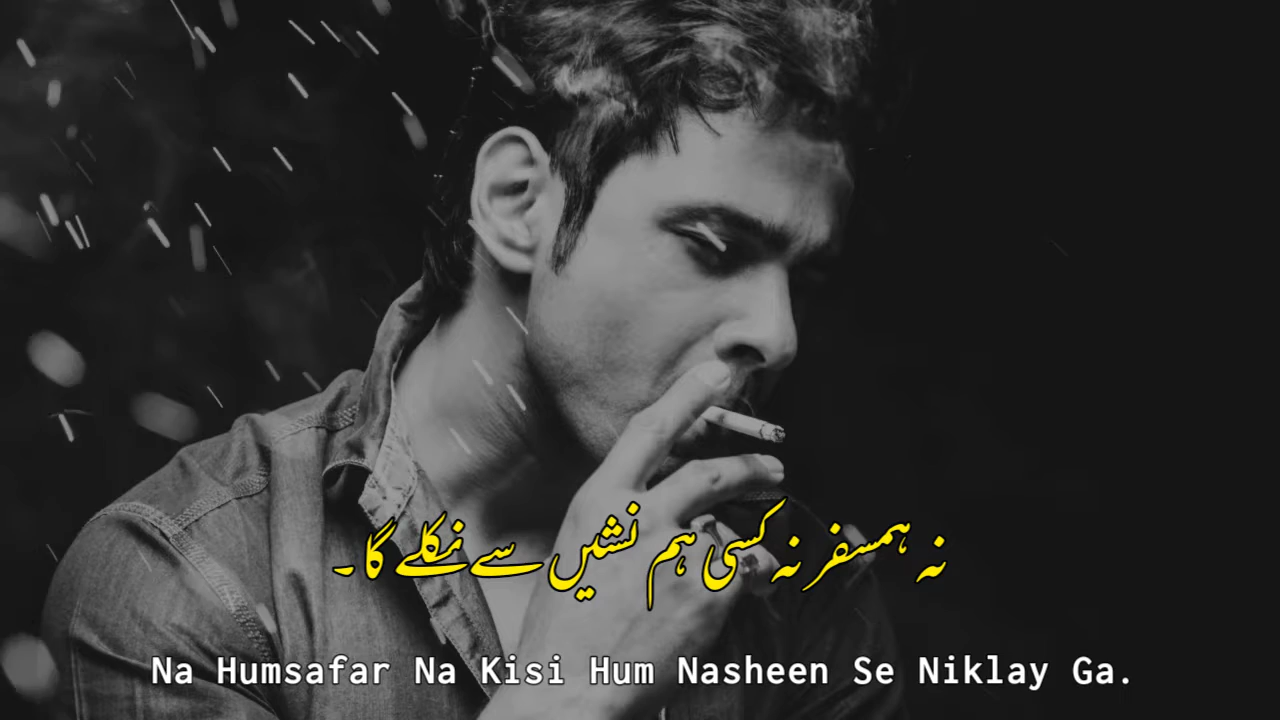 نہ ہمسفر نہ کسی ہم نشیں سے نکلے گا۔
Na Humsafar Na Kisi Hum Nasheen Se Niklay Ga.